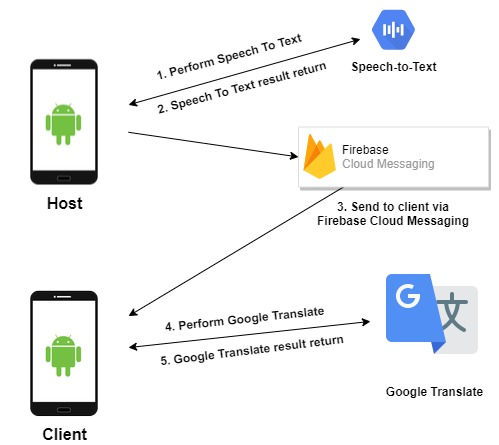 1. Perform Speech To Text
2. Speech To Text result return
Speech-to-Text
Host
Firebase
Cloud Messaging
3. Send to client via
Firebase Cloud Messaging
4. Perform Google Translate
5. Google Translate result return
G
文
Google Translate
Client